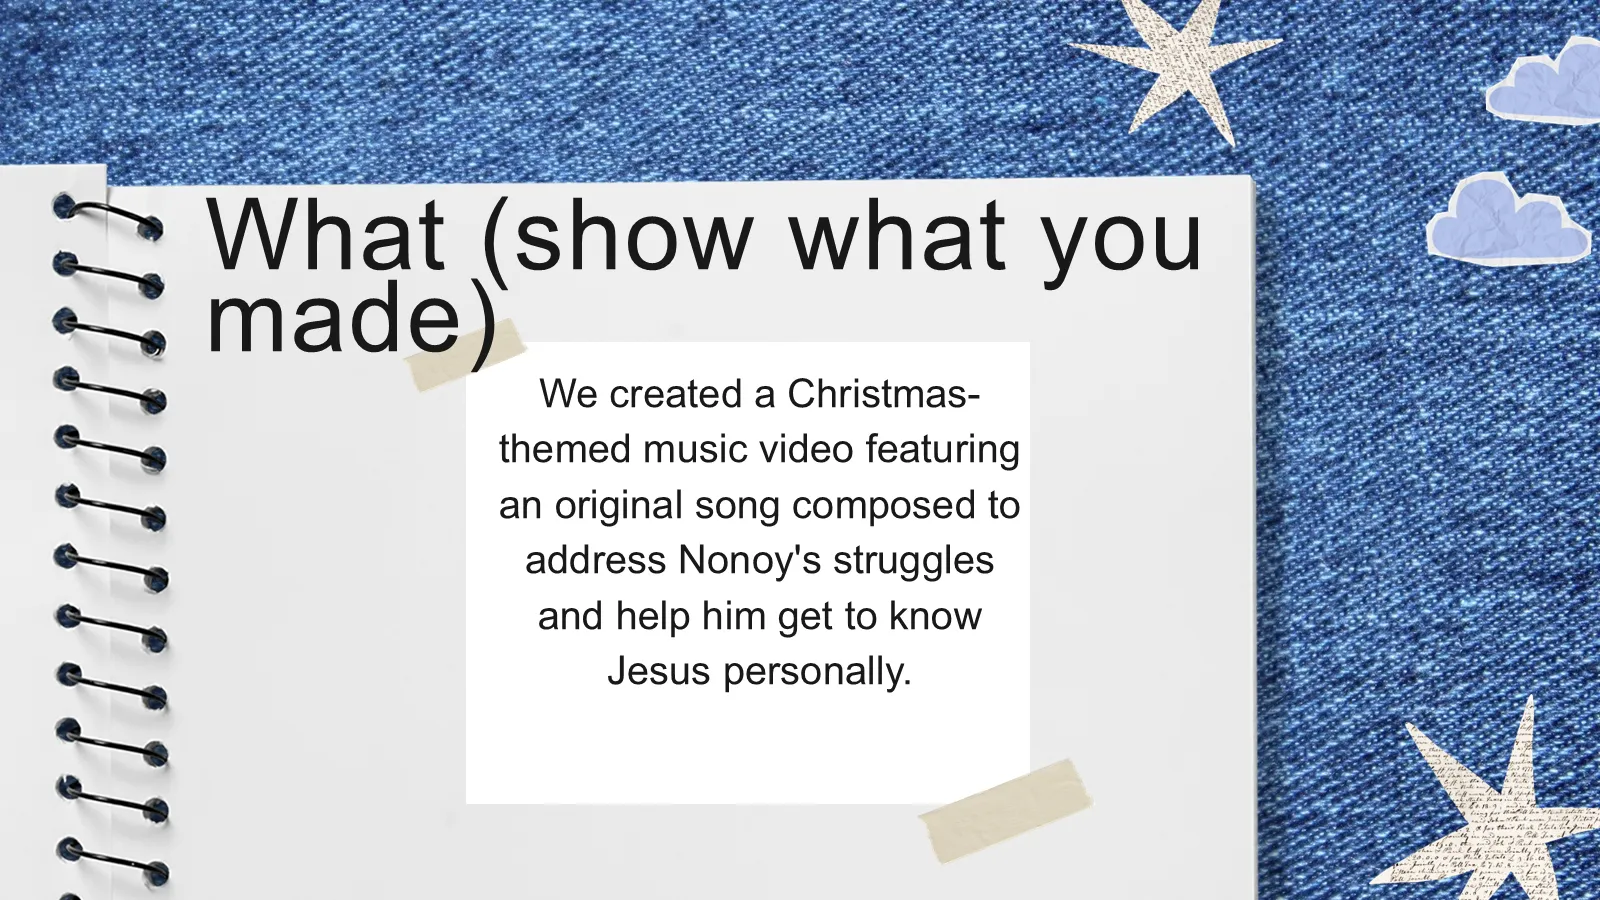 What (show what you
made)
We created a Christmas-
themed music video featuring
an original song composed to
address Nonoy's struggles
and help him get to know
Jesus personally.